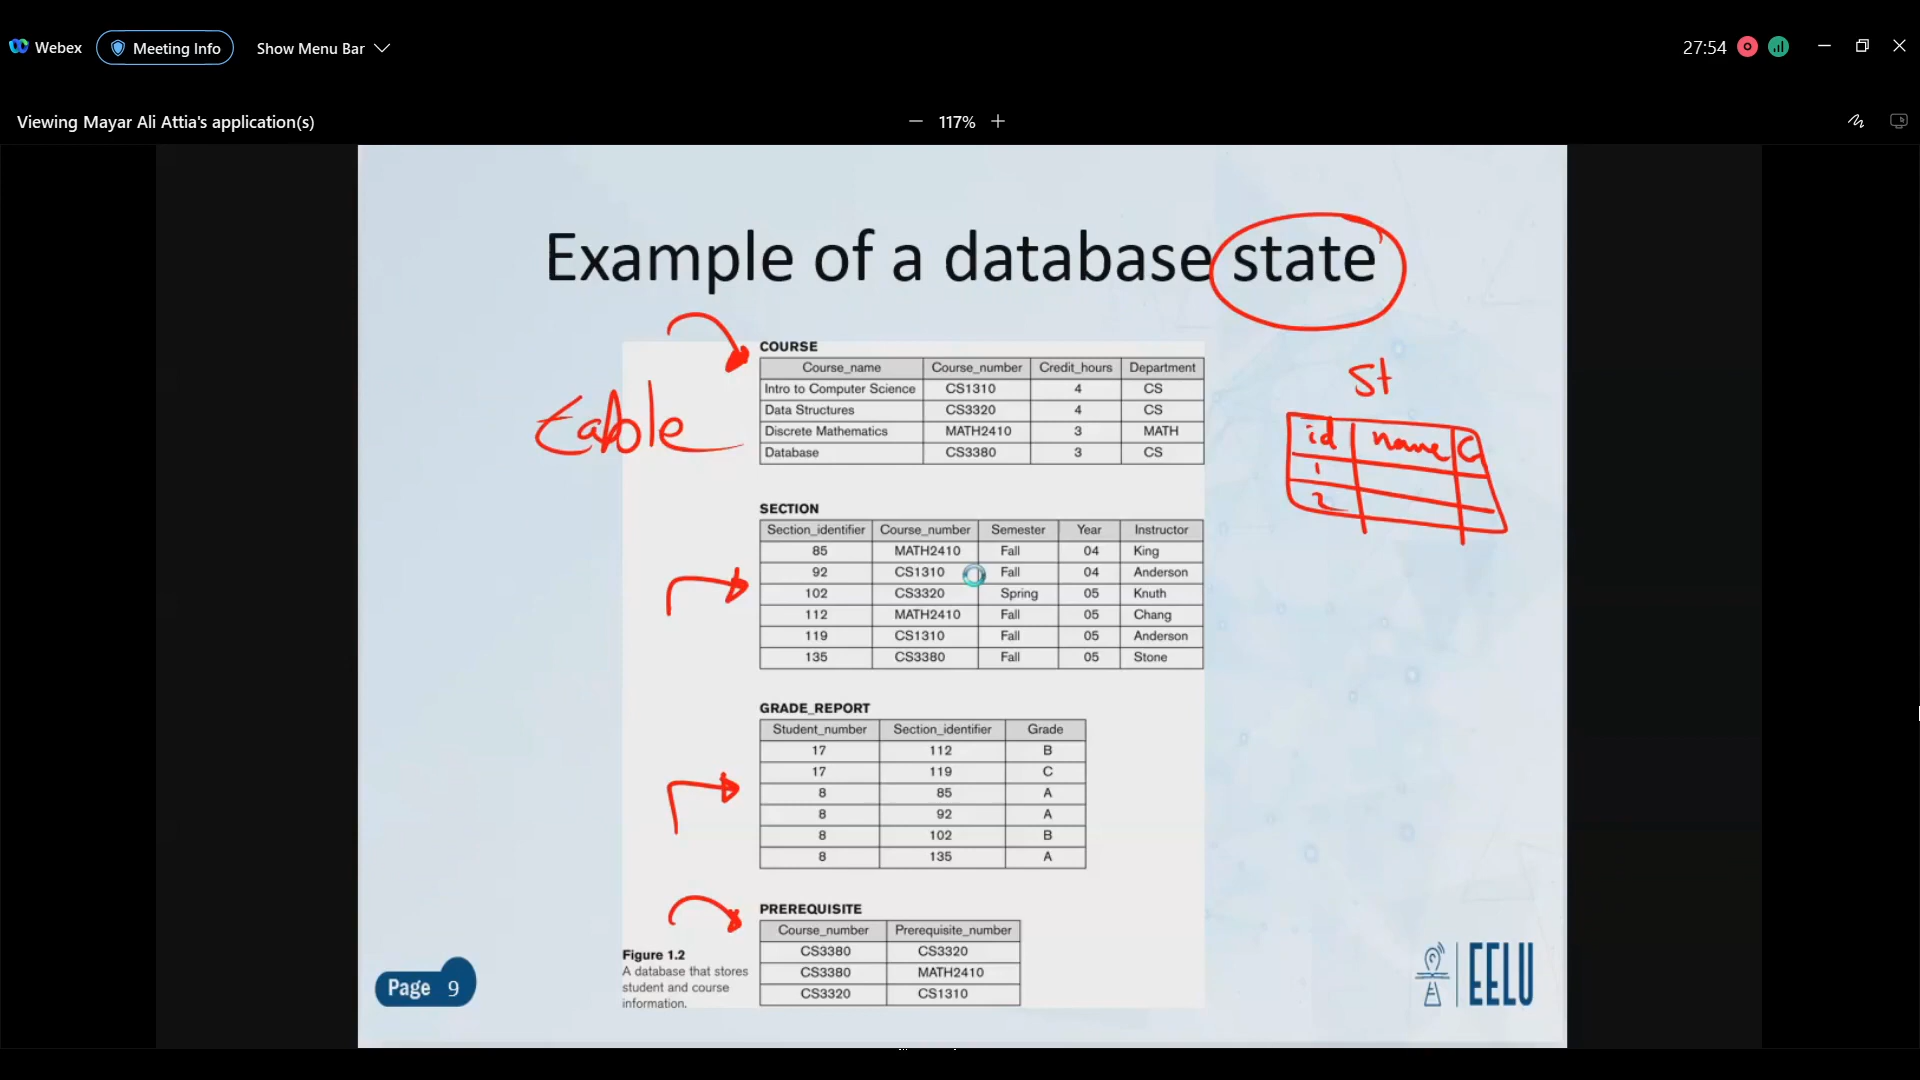 Webex Meeting Info Show Menu Bar 27:54
Viewing Mayar Ali Attia's application(s) 117%
Example of a database state
COURSE
Course_name Course_number Credit_hours Department
Intro to Computer Science CS1310 4 CS
Data Structures CS3320 4 CS
Discrete Mathematics MATH2410 3 MATH
Database CS3380 3 CS
table
St
id name G
1
2
SECTION
Section_identifier Course_number Semester Year Instructor
85 MATH2410 Fall 04 King
92 CS1310 Fall 04 Anderson
102 CS3320 Spring 05 Knuth
112 MATH2410 Fall 05 Chang
119 CS1310 Fall 05 Anderson
135 CS3380 Fall 05 Stone
GRADE_REPORT
Student_number Section_identifier Grade
17 112 B
17 119 C
8 85 A
8 92 A
8 102 B
8 135 A
PREREQUISITE
Course_number Prerequisite_number
CS3380 CS3320
CS3380 MATH2410
CS3320 CS1310
Figure 1.2
A database that stores
student and course
information.
Page 9
EELU